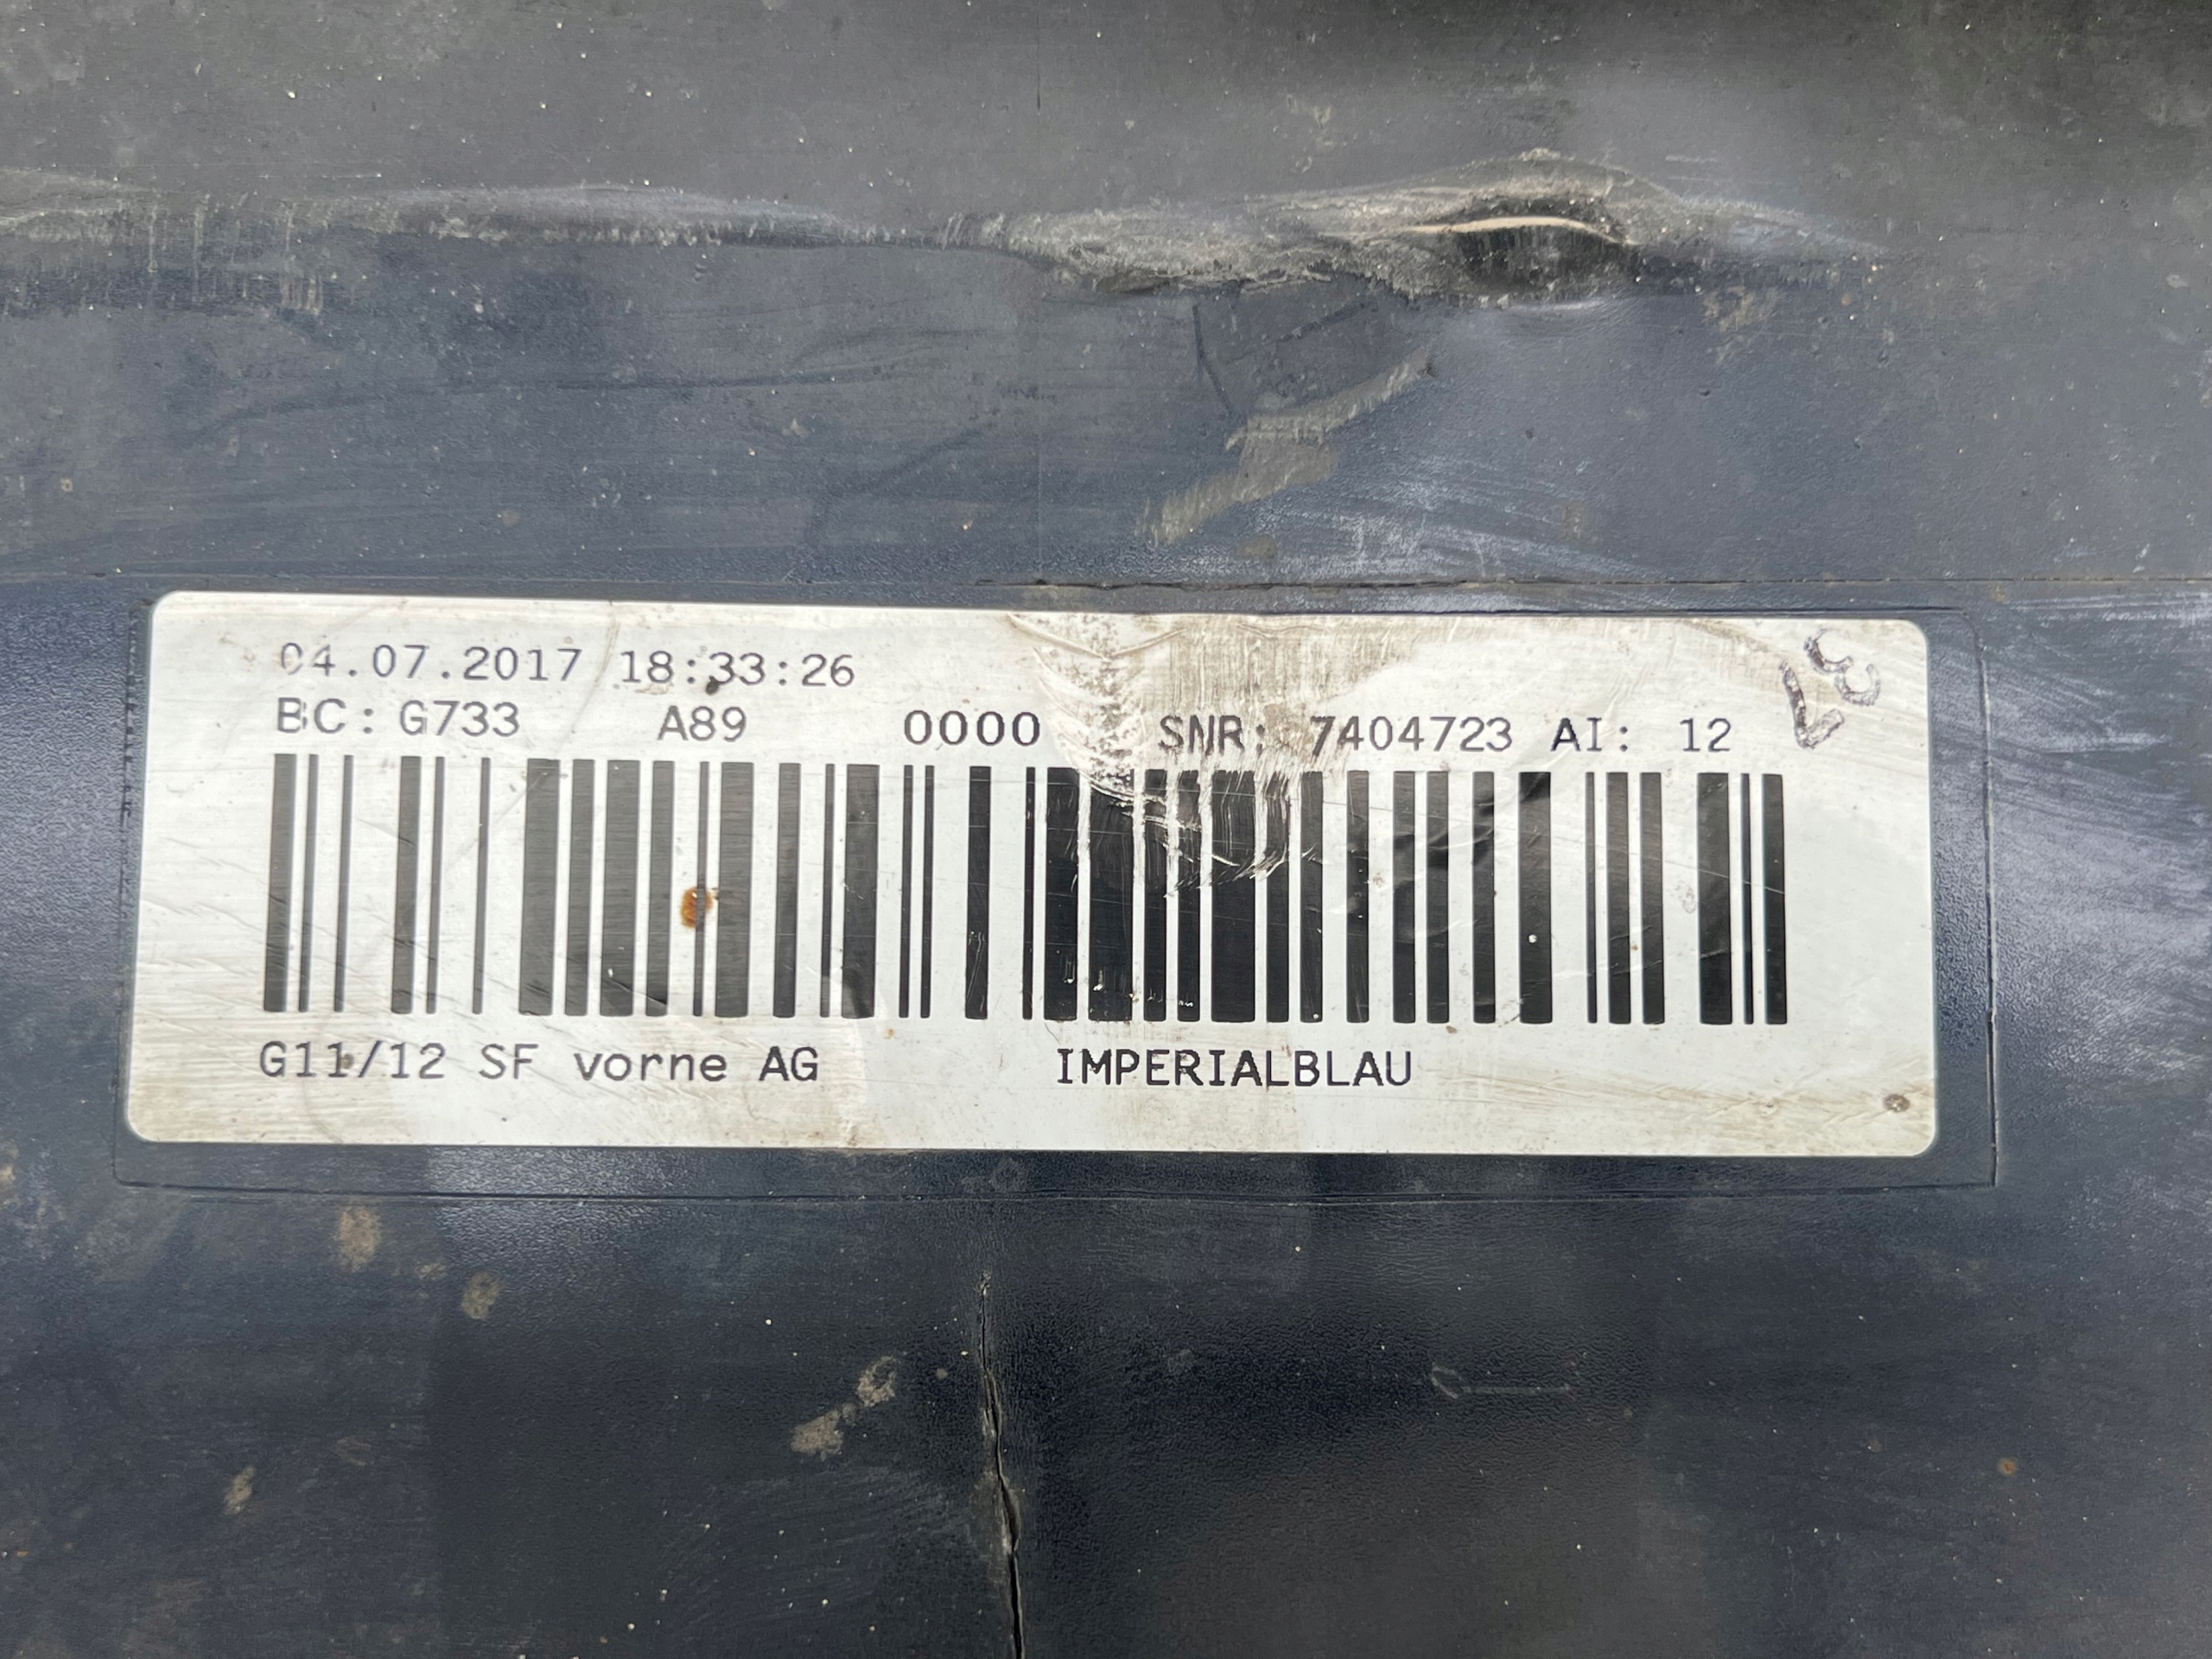 04.07.2017 18:33:26
BC: G733 A89 0000 SNR: 7404723 AI: 12
37
G11/12 SF vorne AG IMPERIALBLAU